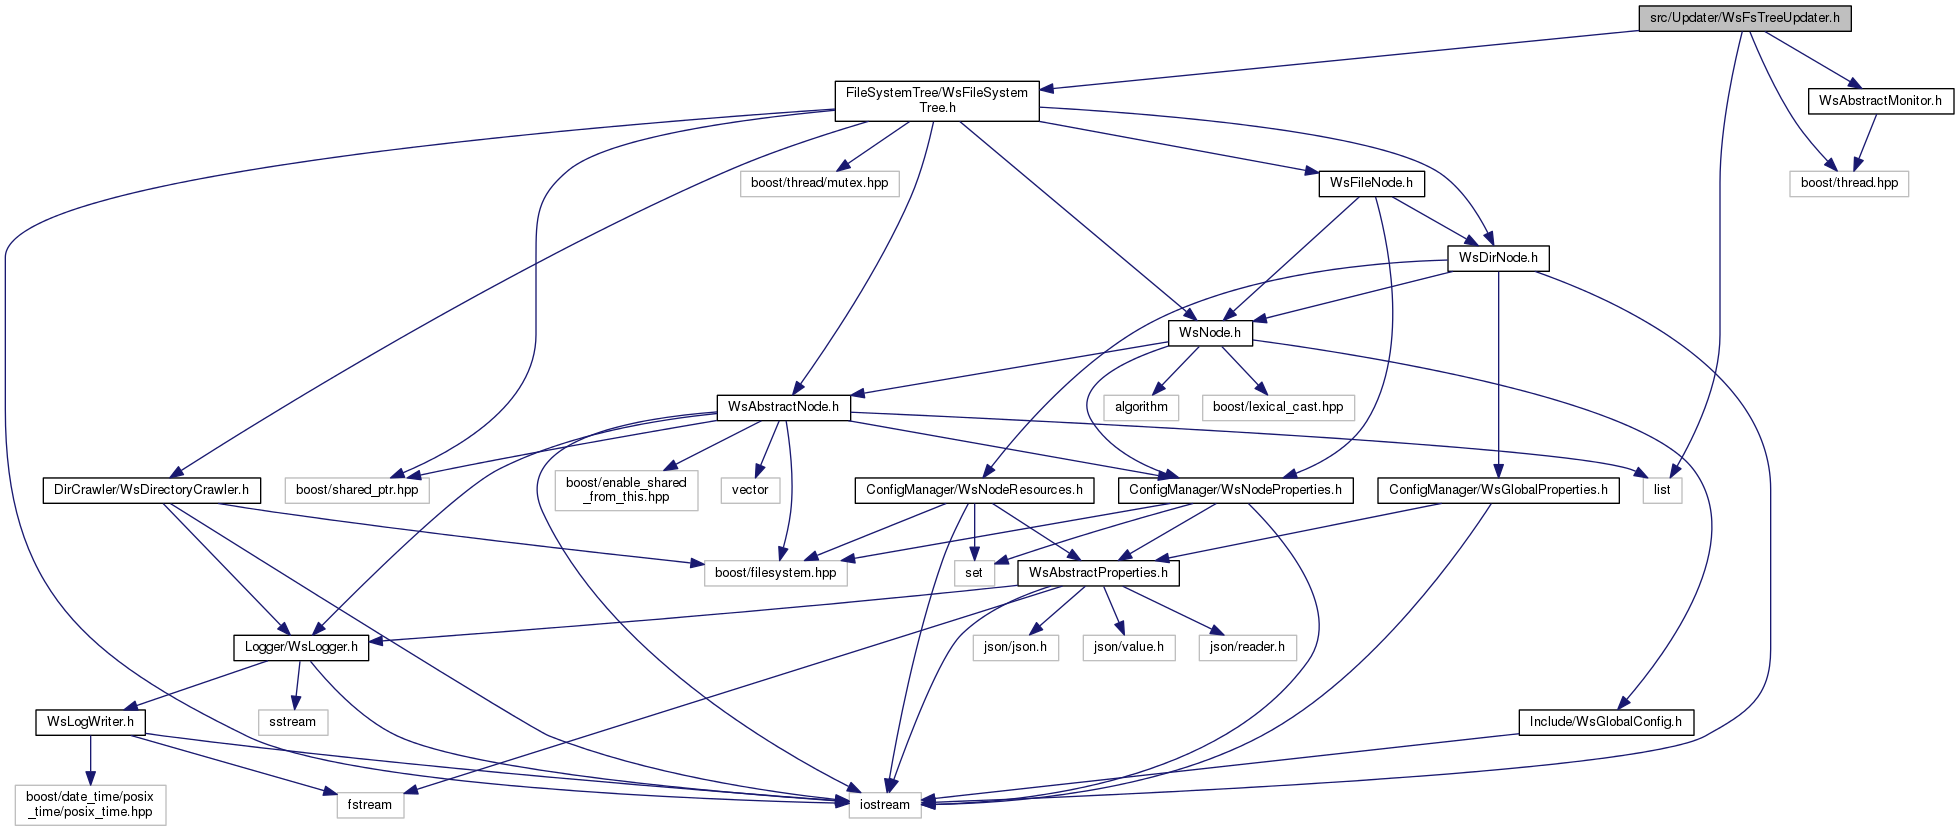 src/Updater/WsFsTreeUpdater.h
FileSystemTree/WsFileSystem
Tree.h
WsAbstractMonitor.h
boost/thread/mutex.hpp
WsFileNode.h
boost/thread.hpp
WsDirNode.h
WsNode.h
WsAbstractNode.h
algorithm
boost/lexical_cast.hpp
DirCrawler/WsDirectoryCrawler.h
boost/shared_ptr.hpp
boost/enable_shared
_from_this.hpp
vector
ConfigManager/WsNodeResources.h
ConfigManager/WsNodeProperties.h
ConfigManager/WsGlobalProperties.h
list
boost/filesystem.hpp
set
WsAbstractProperties.h
Logger/WsLogger.h
json/json.h
json/value.h
json/reader.h
WsLogWriter.h
sstream
Include/WsGlobalConfig.h
boost/date_time/posix
_time/posix_time.hpp
fstream
iostream